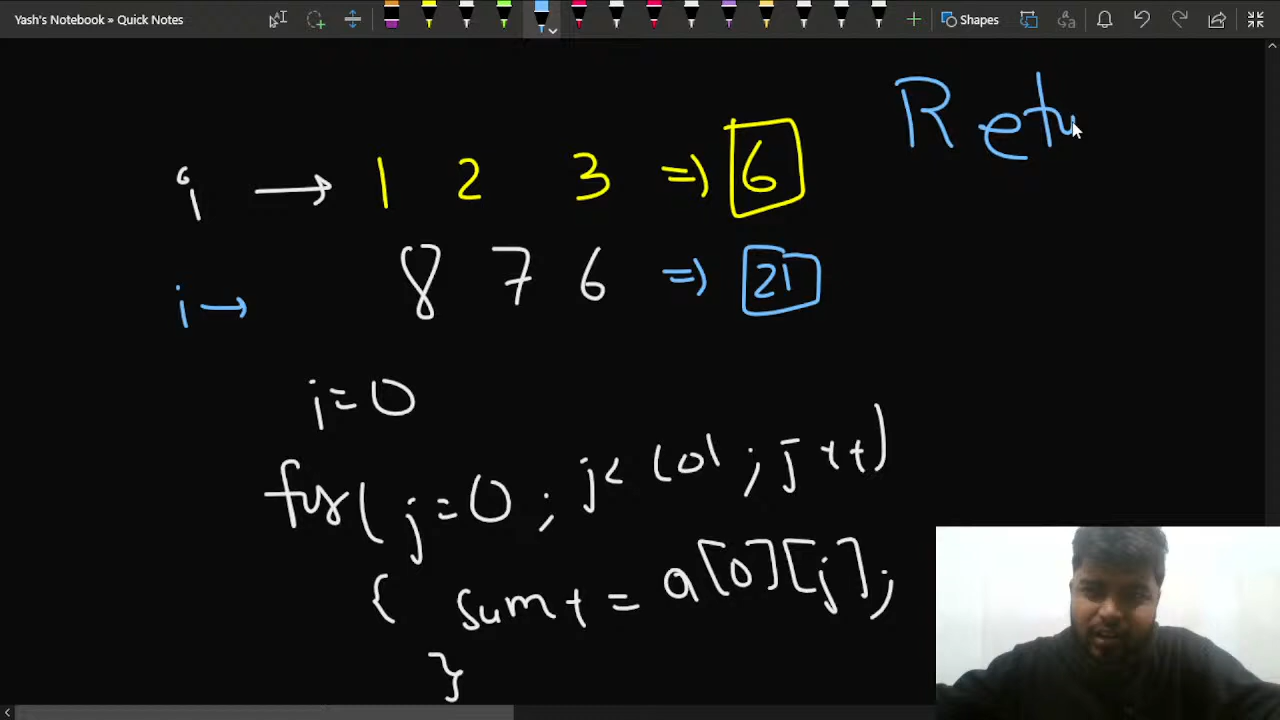 Yash's Notebook » Quick Notes
Shapes
Retu
i → 1 2 3 => 6
i → 8 7 6 => 21
i=0
for( j=0 ; j< col ; j++)
{ sum+ = a[0][j];
}